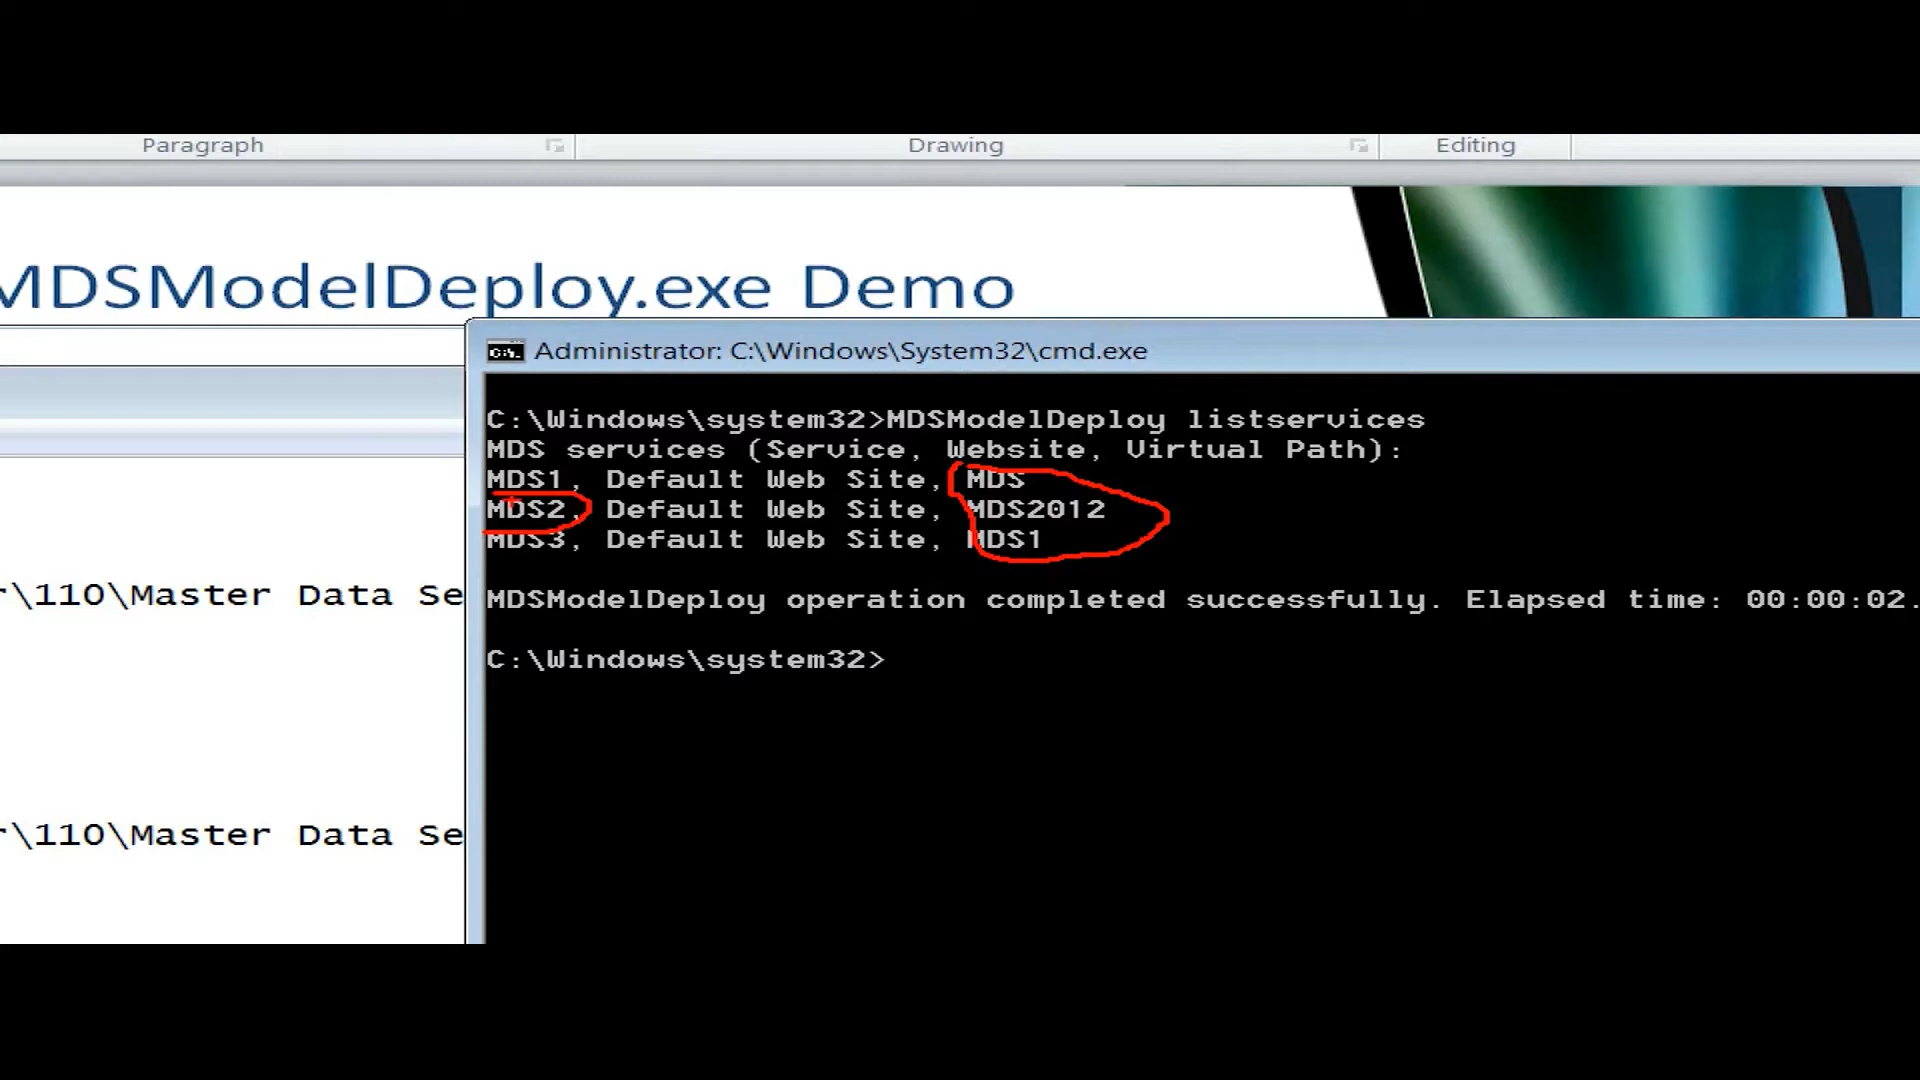 Paragraph
Drawing
Editing
MDSModelDeploy.exe Demo
Administrator: C:\Windows\System32\cmd.exe
C:\Windows\system32>MDSModelDeploy listservices
MDS services (Service, Website, Virtual Path):
MDS1, Default Web Site, MDS
MDS2, Default Web Site, MDS2012
MDS3, Default Web Site, MDS1
r\110\Master Data Se
MDSModelDeploy operation completed successfully. Elapsed time: 00:00:02.
C:\Windows\system32>
r\110\Master Data Se